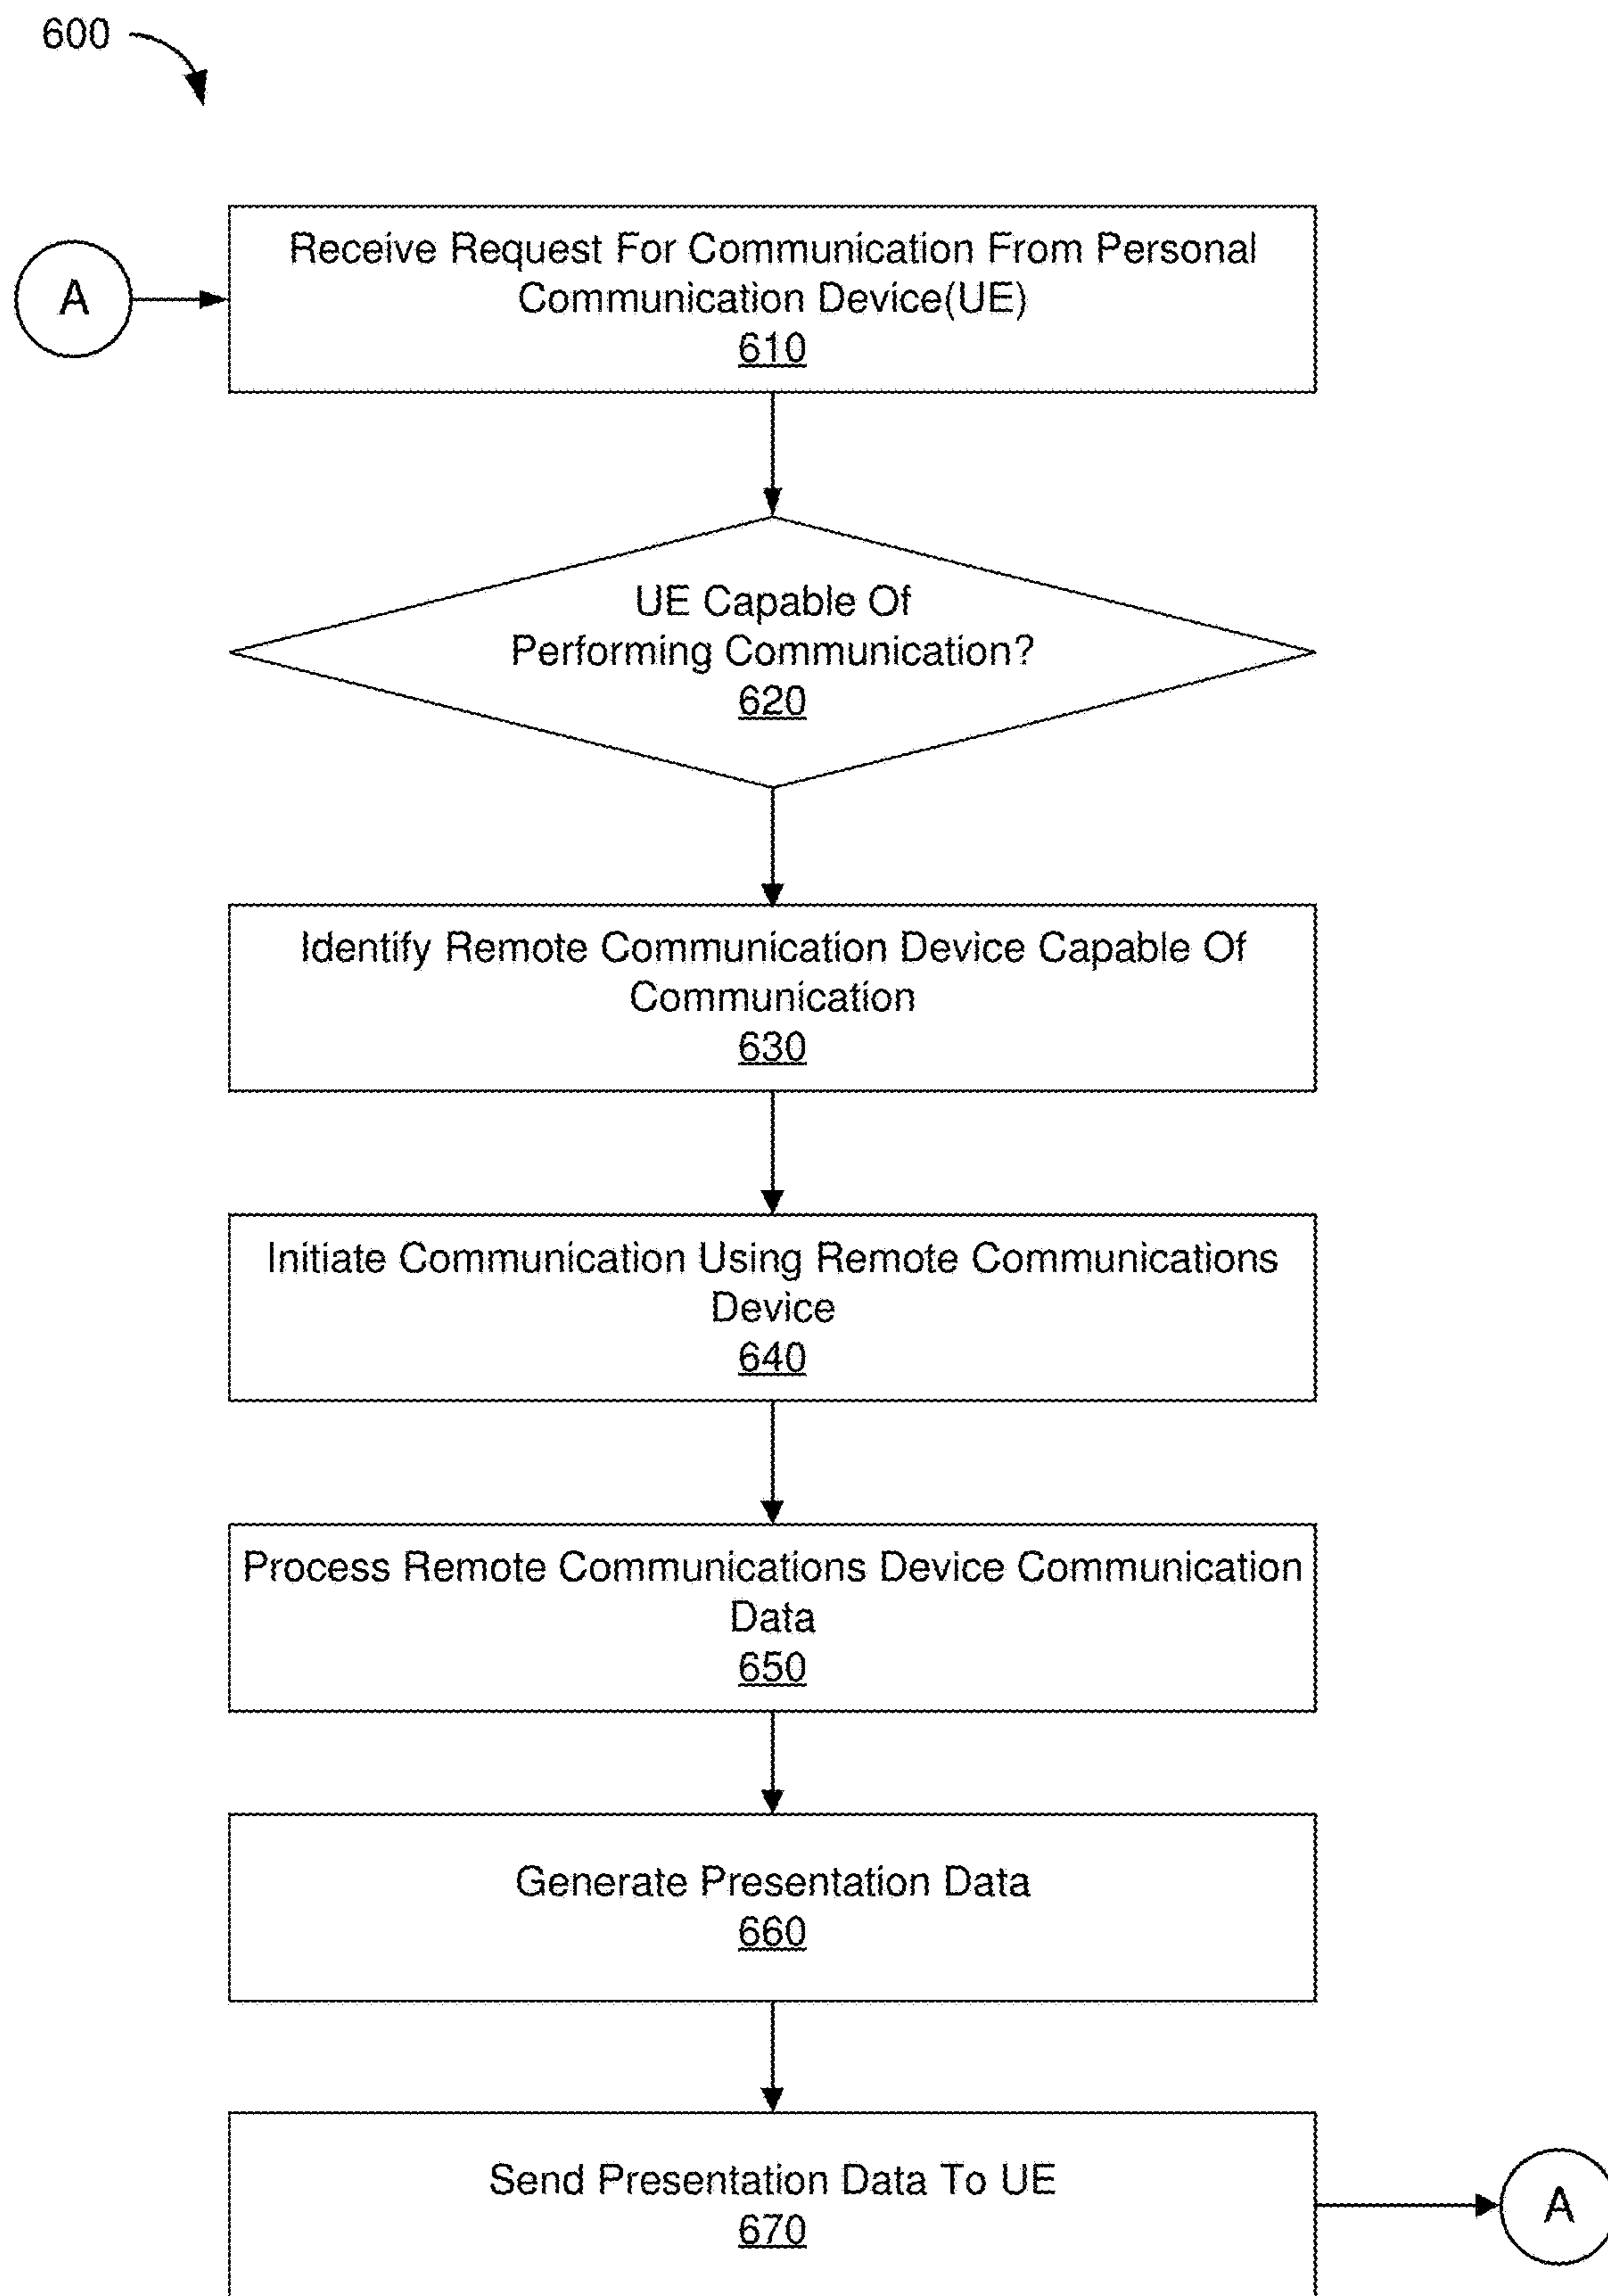 600
A
Receive Request For Communication From Personal
Communication Device(UE)
610
UE Capable Of
Performing Communication?
620
Identify Remote Communication Device Capable Of
Communication
630
Initiate Communication Using Remote Communications
Device
640
Process Remote Communications Device Communication
Data
650
Generate Presentation Data
660
Send Presentation Data To UE
670
A